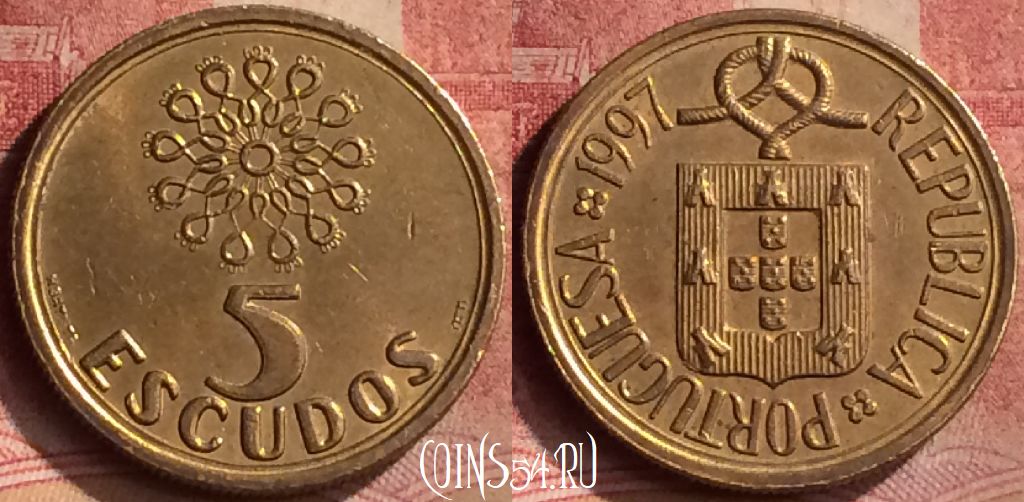 5
ESCUDOS
1997
REPUBLICA
PORTUGUESA
COINS54.RU